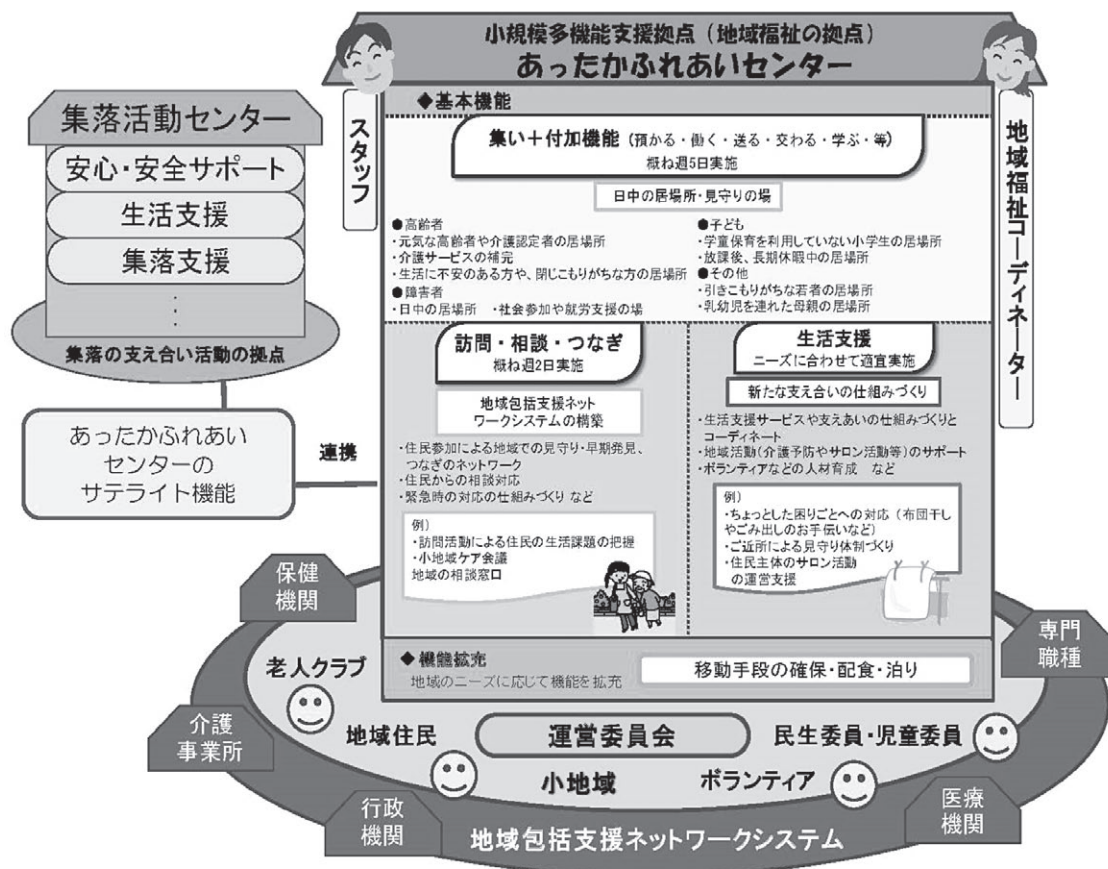 小規模多機能支援拠点（地域福祉の拠点）
あったかふれあいセンター
スタッフ
地域福祉コーディネーター
◆基本機能
集い＋付加機能（預かる・働く・送る・交わる・学ぶ・等）
概ね週5日実施
日中の居場所・見守りの場
●高齢者
・元気な高齢者や介護認定者の居場所
・介護サービスの補完
・生活に不安のある方や、閉じこもりがちな方の居場所
●障害者
・日中の居場所　・社会参加や就労支援の場
●子ども
・学童保育を利用していない小学生の居場所
・放課後、長期休暇中の居場所
●その他
・引きこもりがちな若者の居場所
・乳幼児を連れた母親の居場所
訪問・相談・つなぎ
概ね週2日実施
地域包括支援ネット
ワークシステムの構築
・住民参加による地域での見守り・早期発見、
つなぎのネットワーク
・住民からの相談対応
・緊急時の対応の仕組みづくり など
例）
・訪問活動による住民の生活課題の把握
・小地域ケア会議
地域の相談窓口
生活支援
ニーズに合わせて適宜実施
新たな支え合いの仕組みづくり
・生活支援サービスや支えあいの仕組みづくりと
コーディネート
・地域活動（介護予防やサロン活動等）のサポート
・ボランティアなどの人材育成　など
例）
・ちょっとした困りごとへの対応（布団干し
やごみ出しのお手伝いなど）
・ご近所による見守り体制づくり
・住民主体のサロン活動
の運営支援
◆機能拡充
地域のニーズに応じて機能を拡充
移動手段の確保・配食・泊り
集落活動センター
安心・安全サポート
生活支援
集落支援
集落の支え合い活動の拠点
あったかふれあい
センターの
サテライト機能
連携
保健
機関
専門
職種
老人クラブ
介護
事業所
地域住民
運営委員会
民生委員・児童委員
小地域
ボランティア
行政
機関
医療
機関
地域包括支援ネットワークシステム